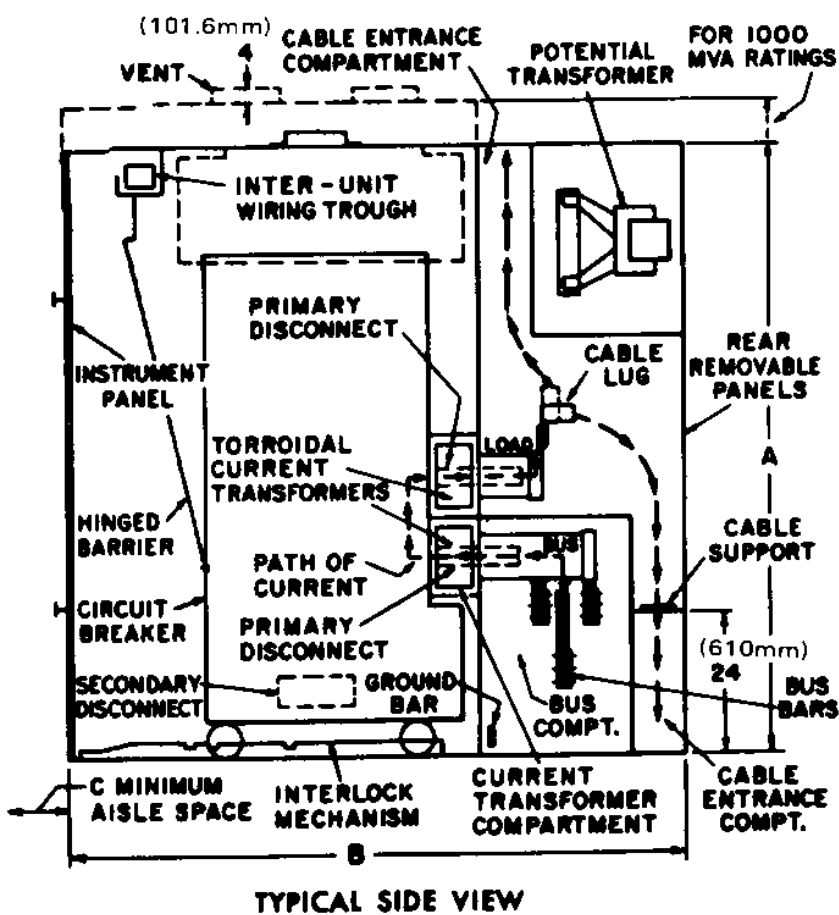 (101.6mm)
4
VENT
CABLE ENTRANCE
COMPARTMENT
POTENTIAL
TRANSFORMER
FOR 1000
MVA RATINGS
INTER-UNIT
WIRING TROUGH
PRIMARY
DISCONNECT
INSTRUMENT
PANEL
CABLE
LUG
REAR
REMOVABLE
PANELS
A
LOAD
TORROIDAL
CURRENT
TRANSFORMERS
HINGED
BARRIER
PATH OF
CURRENT
BUS
CABLE
SUPPORT
CIRCUIT
BREAKER
PRIMARY
DISCONNECT
(610mm)
24
SECONDARY
DISCONNECT
GROUND
BAR
BUS
COMPT.
BUS
BARS
C MINIMUM
AISLE SPACE
INTERLOCK
MECHANISM
CURRENT
TRANSFORMER
COMPARTMENT
CABLE
ENTRANCE
COMPT.
B
TYPICAL SIDE VIEW